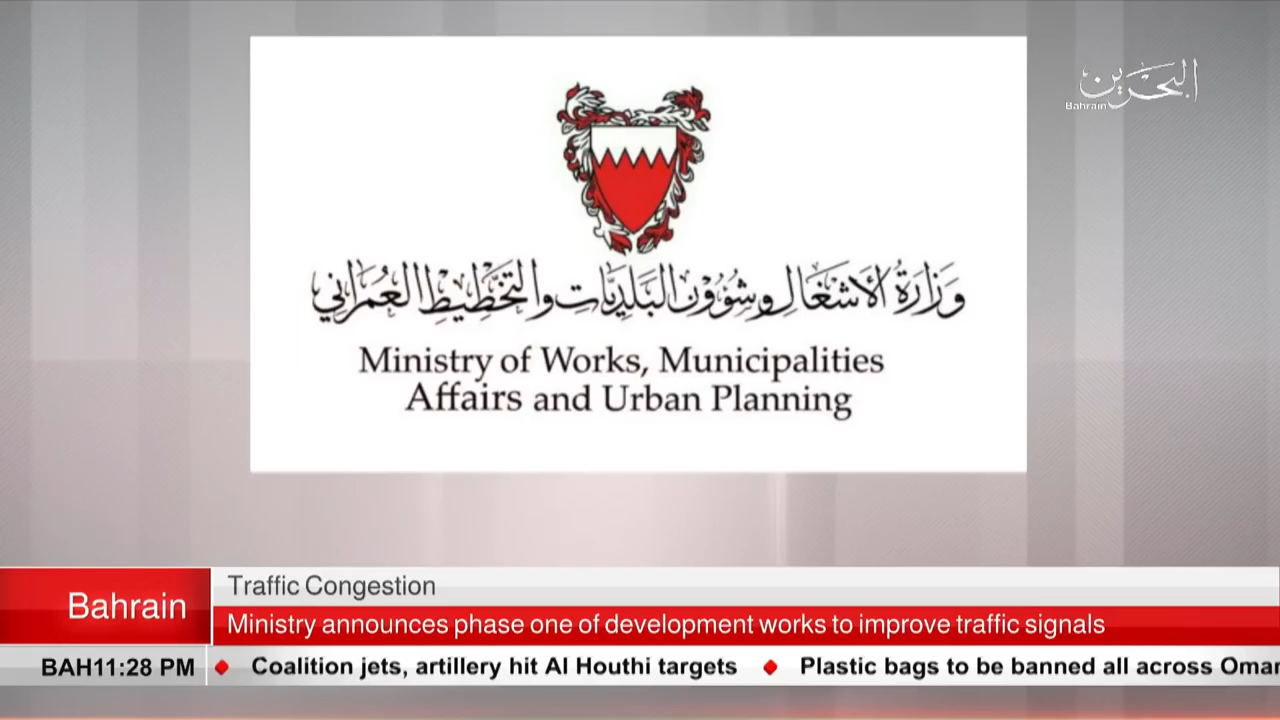 البحرين
Bahrain
وزارة الأشغال وشؤون البلديات والتخطيط العمراني
Ministry of Works, Municipalities
Affairs and Urban Planning
Traffic Congestion
Bahrain
Ministry announces phase one of development works to improve traffic signals
BAH11:28 PM Coalition jets, artillery hit Al Houthi targets Plastic bags to be banned all across Oman